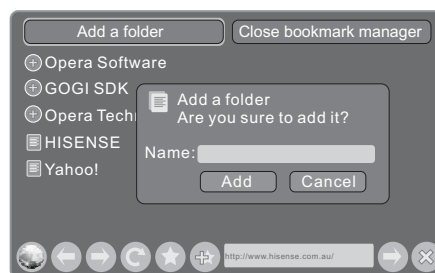 Add a folder
Close bookmark manager
Opera Software
GOGI SDK
Opera Techn
HISENSE
Yahoo!
Add a folder
Are you sure to add it?
Name:
Add Cancel
http://www.hisense.com.au/